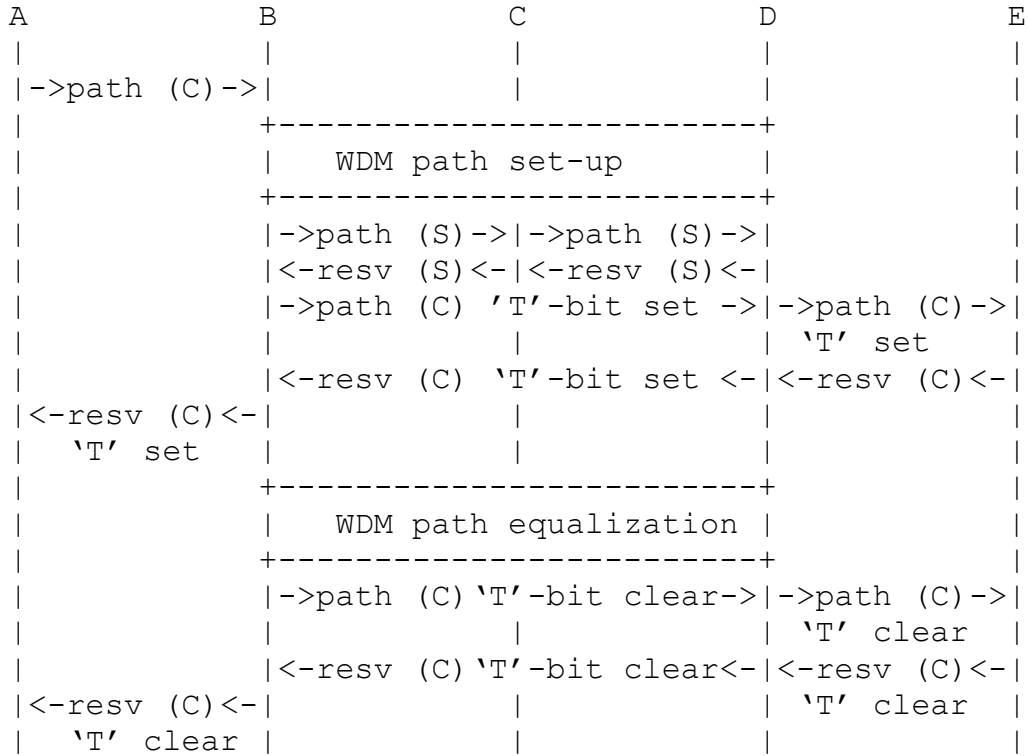 A                   B                   C                   D                   E
|                   |                   |                   |                   |
|->path (C)->|                   |                   |                   |
|                   +-------------------------+                   |
|                   |     WDM path set-up           |                   |
|                   +-------------------------+                   |
|                   |->path (S)->|->path (S)->|                   |
|                   |<-resv (S)<-|<-resv (S)<-|                   |
|                   |->path (C) ′T′-bit set ->|->path (C)->|
|                   |                   |                   | ‵T′ set       |
|                   |<-resv (C) ‵T′-bit set <-|<-resv (C)<-|
|<-resv (C)<-|                   |                   |                   |
|  ‵T′ set     |                   |                   |                   |
|                   +-------------------------+                   |
|                   |     WDM path equalization |                   |
|                   +-------------------------+                   |
|                   |->path (C)‵T′-bit clear->|->path (C)->|
|                   |                   |                   | ‵T′ clear   |
|                   |<-resv (C)‵T′-bit clear<-|<-resv (C)<-|
|<-resv (C)<-|                   |                   | ‵T′ clear   |
|  ‵T′ clear |                   |                   |                   |